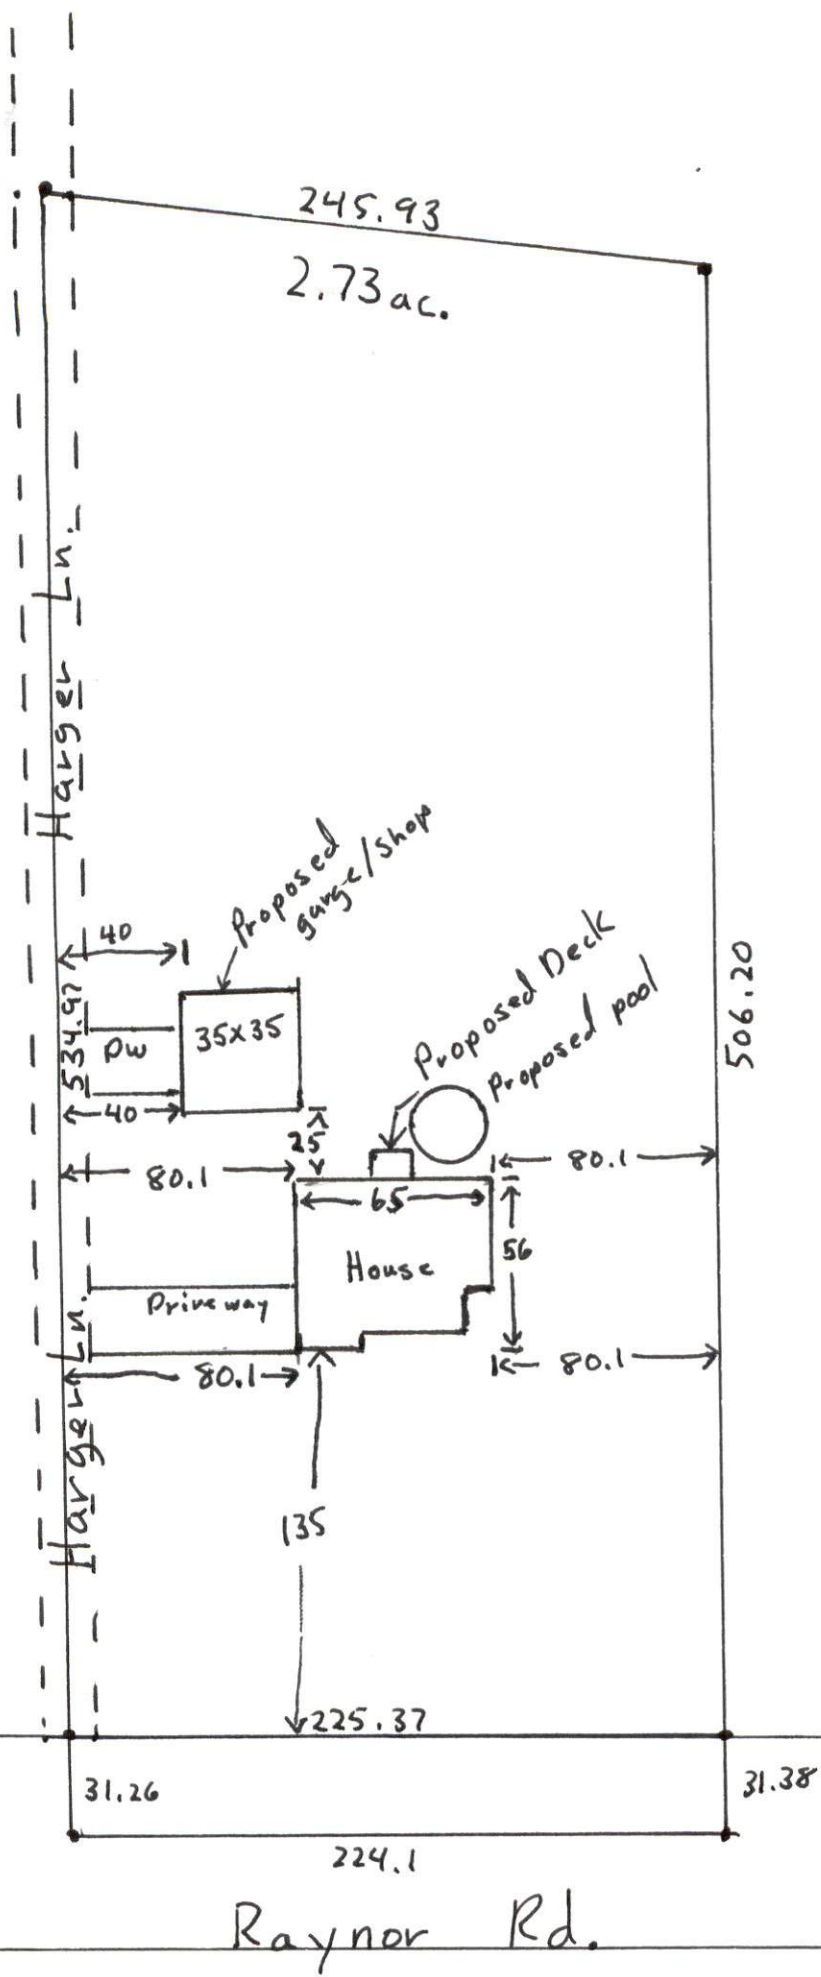 245.93
2.73 ac.
Harger Ln.
Proposed
garge/shop
40
534.97
DW
35x35
40
Proposed Deck
Proposed pool
506.20
25
80.1
80.1
65
56
House
Driveway
80.1
80.1
Harger Ln.
135
225.37
31.26
31.38
224.1
Raynor Rd.